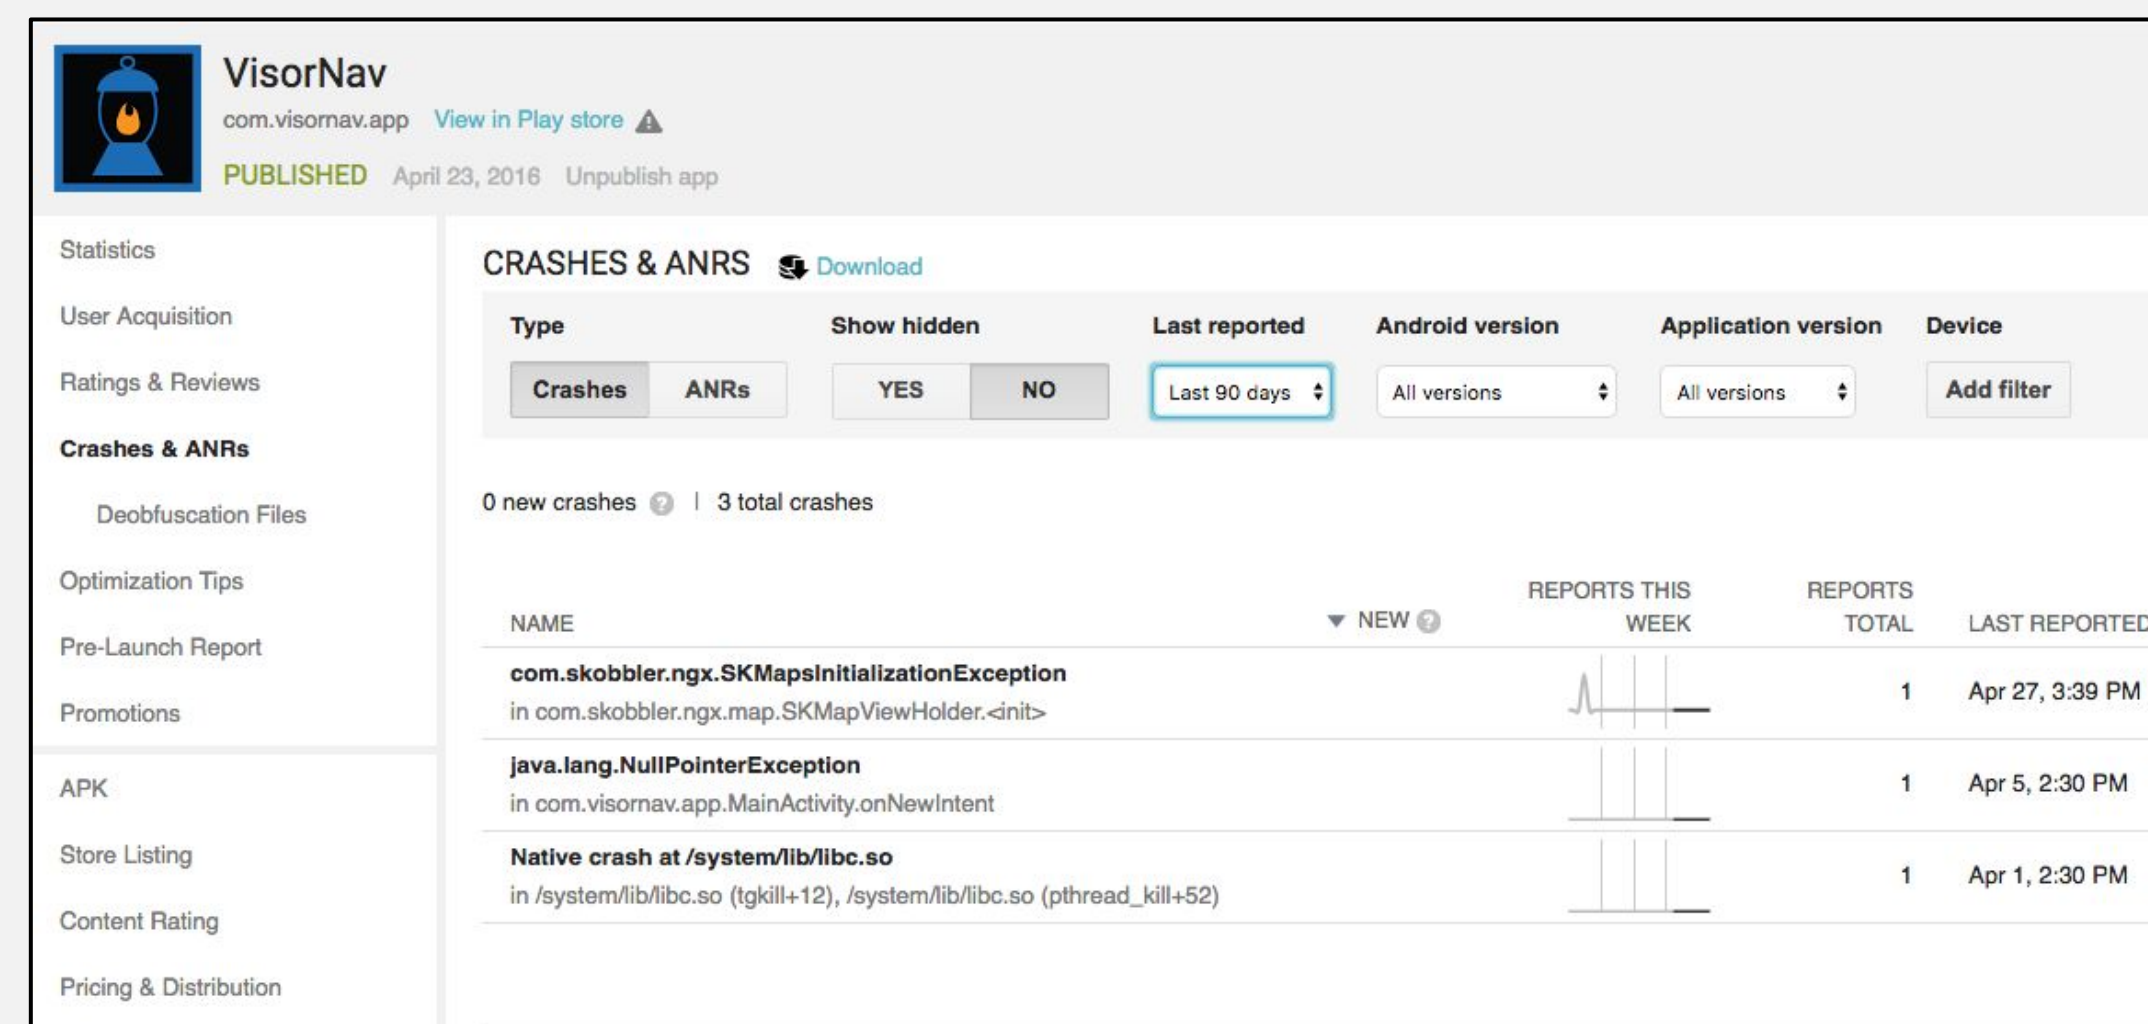 VisorNav
com.visornav.app View in Play store
PUBLISHED April 23, 2016 Unpublish app
Statistics
User Acquisition
Ratings & Reviews
Crashes & ANRs
Deobfuscation Files
Optimization Tips
Pre-Launch Report
Promotions
APK
Store Listing
Content Rating
Pricing & Distribution
CRASHES & ANRS Download
Type Show hidden Last reported Android version Application version Device
Crashes ANRs YES NO Last 90 days All versions All versions Add filter
0 new crashes ? | 3 total crashes
REPORTS THIS REPORTS
NAME NEW ? WEEK TOTAL LAST REPORTED
com.skobbler.ngx.SKMapsInitializationException
in com.skobbler.ngx.map.SKMapViewHolder.<init>
1 Apr 27, 3:39 PM
java.lang.NullPointerException
in com.visornav.app.MainActivity.onNewIntent
1 Apr 5, 2:30 PM
Native crash at /system/lib/libc.so
in /system/lib/libc.so (tgkill+12), /system/lib/libc.so (pthread_kill+52)
1 Apr 1, 2:30 PM